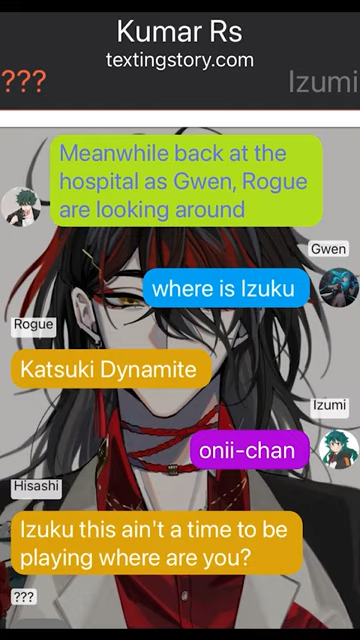 Kumar Rs
textingstory.com
???
Izumi
Meanwhile back at the
hospital as Gwen, Rogue
are looking around
Gwen
where is Izuku
Rogue
Katsuki Dynamite
Izumi
onii-chan
Hisashi
Izuku this ain't a time to be
playing where are you?
???